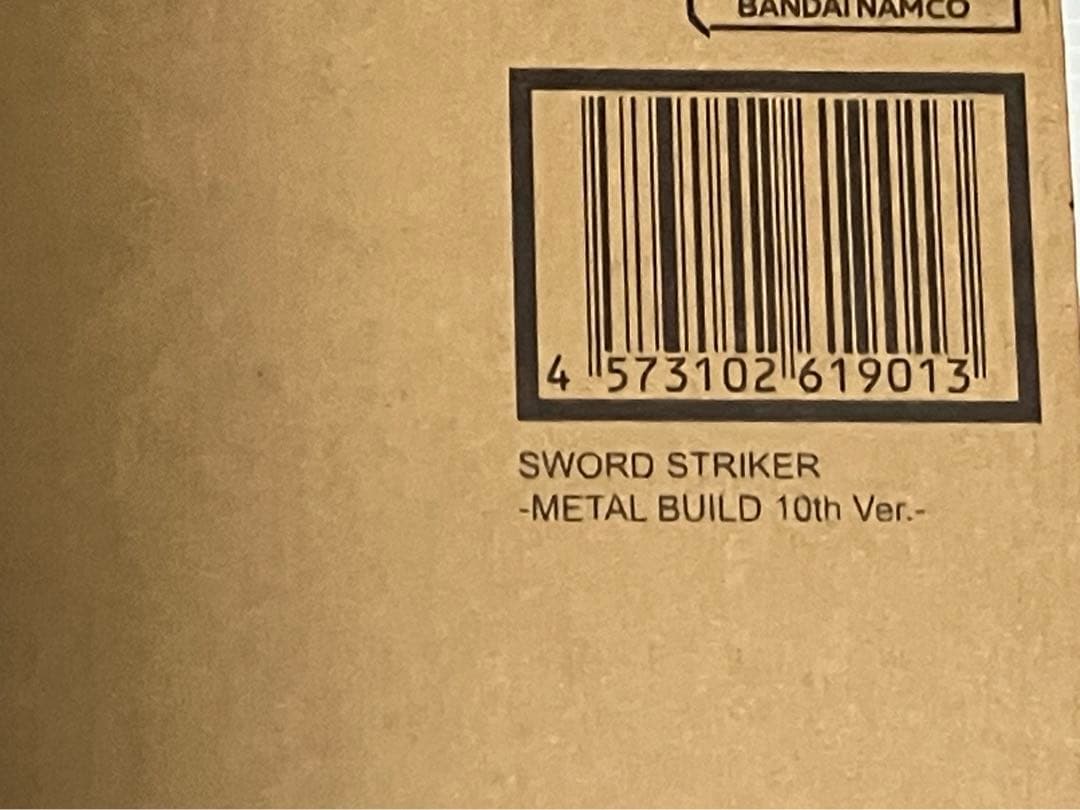 BANDAI NAMCO
4 573102 619013
SWORD STRIKER
-METAL BUILD 10th Ver.-